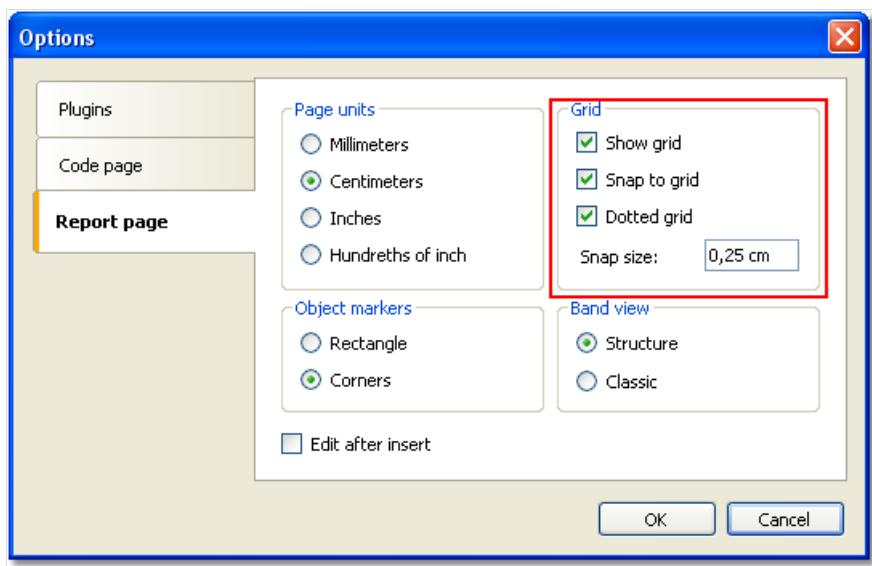 Options
Plugins
Code page
Report page
Page units
Millimeters
Centimeters
Inches
Hundreths of inch
Grid
Show grid
Snap to grid
Dotted grid
Snap size: 0,25 cm
Object markers
Rectangle
Corners
Band view
Structure
Classic
Edit after insert
OK Cancel